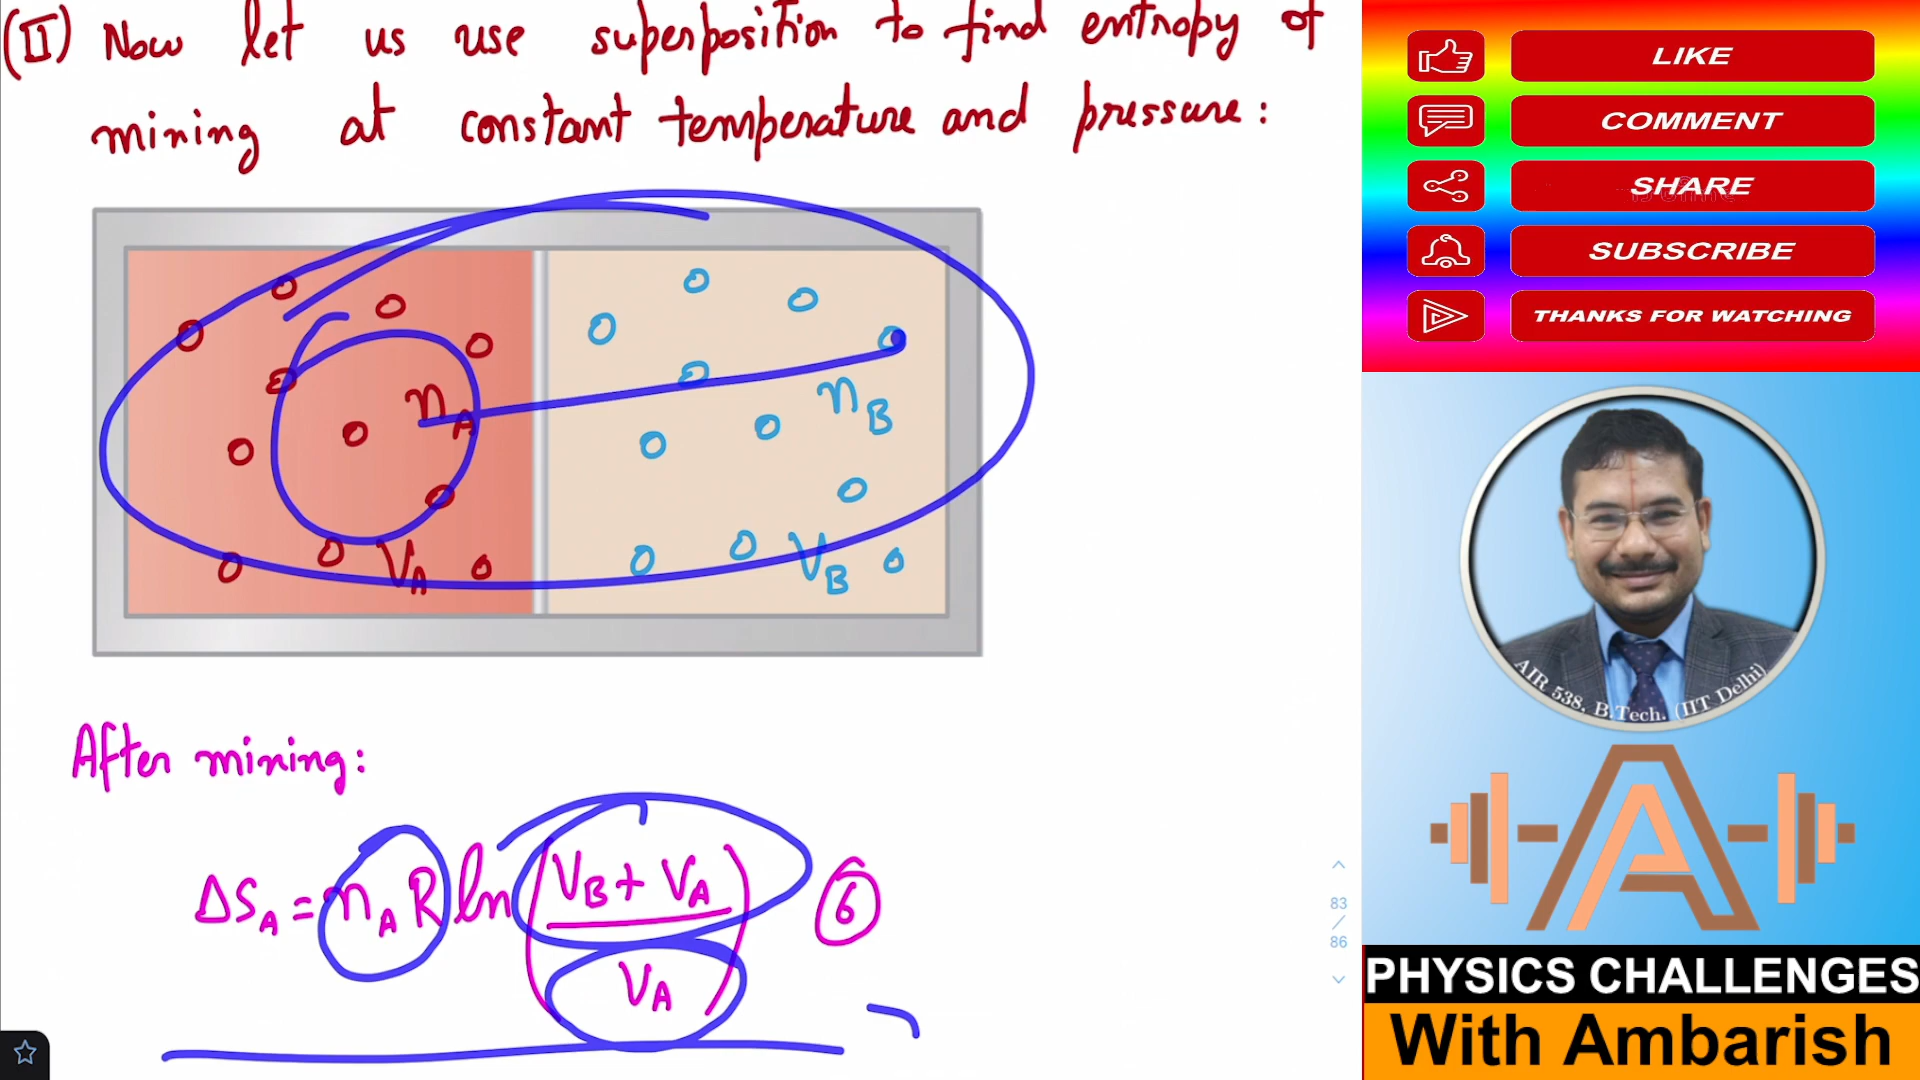 (II) Now let us use superposition to find entropy of
mixing at constant temperature and pressure:
nA
nB
VA
VB
After mixing:
ΔSA = nA R ln ( (VB + VA) / VA ) ⑥
83
/
86
LIKE
COMMENT
SHARE
SUBSCRIBE
THANKS FOR WATCHING
AIR 538, B.Tech. (IIT Delhi)
A
PHYSICS CHALLENGES
With Ambarish